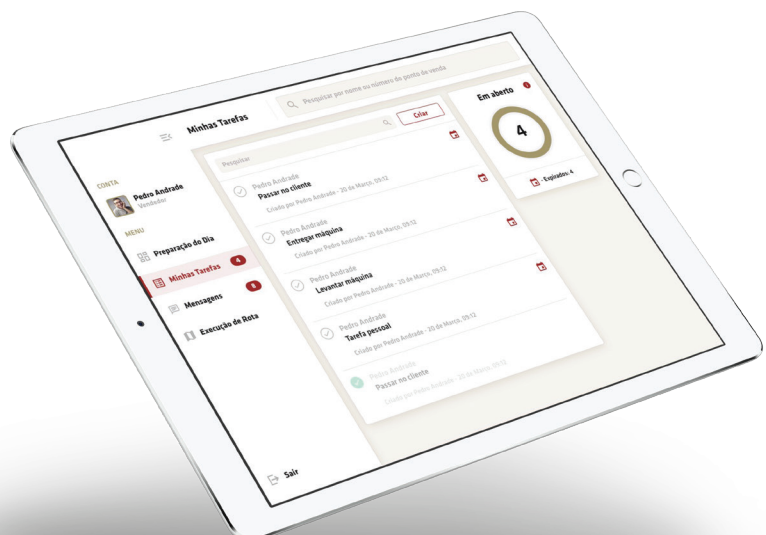 Minhas Tarefas
Pesquisar por nome ou número de ponto de venda
CONTA
Pedro Andrade
Vendedor
MENU
Preparação do Dia
Minhas Tarefas 4
Mensagens 8
Execução de Rota
Sair
Pesquisar
Criar
Pedro Andrade
Passar no cliente
Criado por Pedro Andrade - 20 de Março, 09:12
Pedro Andrade
Entregar máquina
Criado por Pedro Andrade - 20 de Março, 09:12
Pedro Andrade
Levantar máquina
Criado por Pedro Andrade - 20 de Março, 09:12
Pedro Andrade
Tarefa pessoal
Criado por Pedro Andrade - 20 de Março, 09:12
Pedro Andrade
Passar no cliente
Criado por Pedro Andrade - 20 de Março, 09:12
Em aberto
4
- Expirados: 4